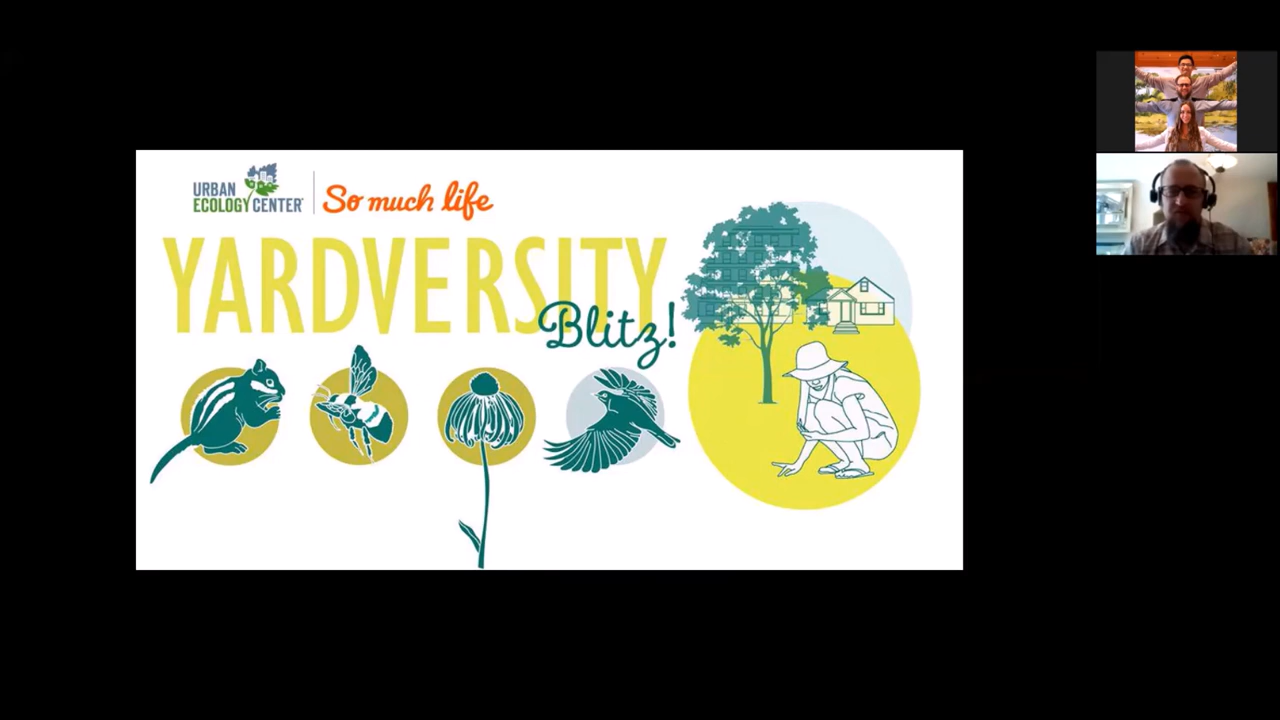 URBAN
ECOLOGY CENTER
So much life
YARDVERSITY
Blitz!